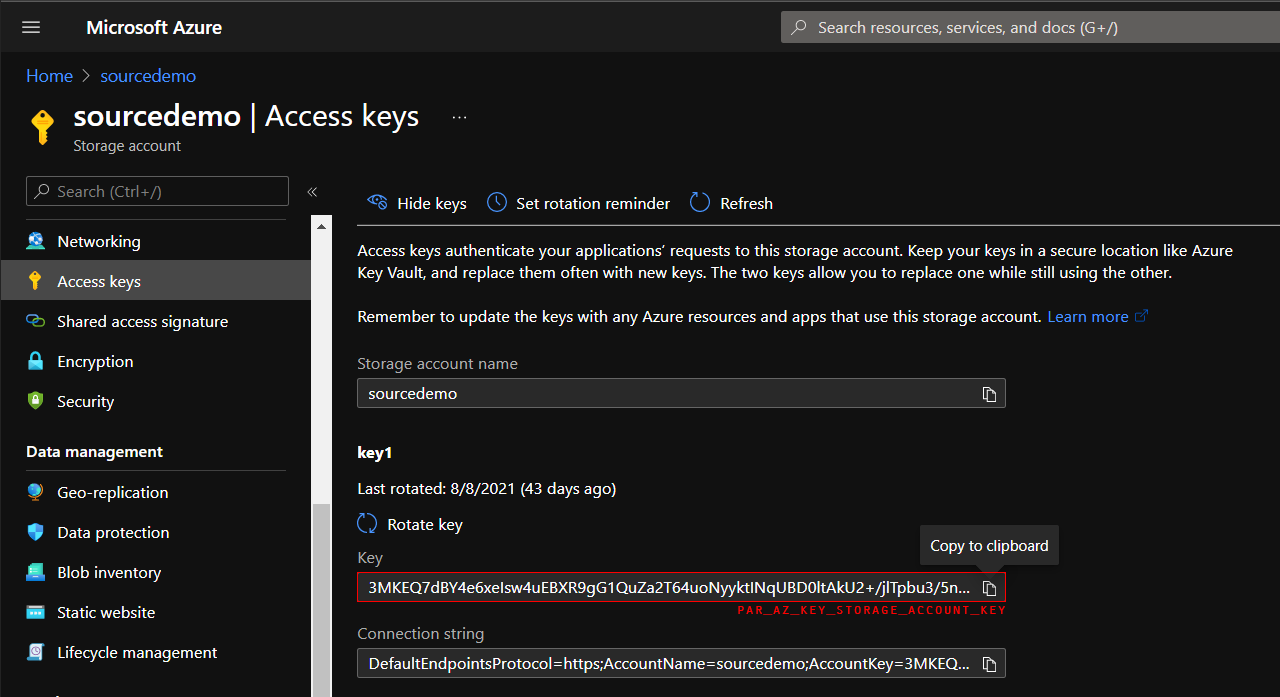 Microsoft Azure
Search resources, services, and docs (G+/)
Home > sourcedemo
sourcedemo | Access keys ...
Storage account
Search (Ctrl+/)
«
Networking
Access keys
Shared access signature
Encryption
Security
Data management
Geo-replication
Data protection
Blob inventory
Static website
Lifecycle management
Hide keys Set rotation reminder Refresh
Access keys authenticate your applications’ requests to this storage account. Keep your keys in a secure location like Azure
Key Vault, and replace them often with new keys. The two keys allow you to replace one while still using the other.
Remember to update the keys with any Azure resources and apps that use this storage account. Learn more
Storage account name
sourcedemo
key1
Last rotated: 8/8/2021 (43 days ago)
Rotate key
Copy to clipboard
Key
3MKEQ7dBY4e6xeIsw4uEBXR9gG1QuZa2T64uoNyyktINqUBD0ltAkU2+/jlTpbu3/5n...
PAR_AZ_KEY_STORAGE_ACCOUNT_KEY
Connection string
DefaultEndpointsProtocol=https;AccountName=sourcedemo;AccountKey=3MKEQ...